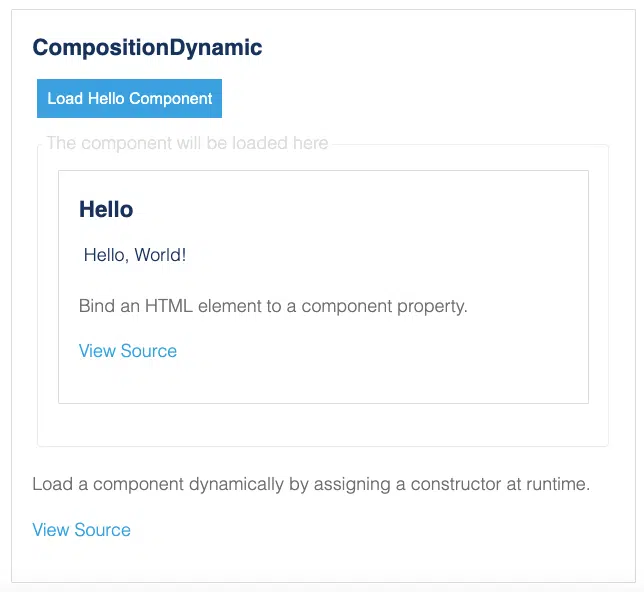 CompositionDynamic
Load Hello Component
The component will be loaded here
Hello
Hello, World!
Bind an HTML element to a component property.
View Source
Load a component dynamically by assigning a constructor at runtime.
View Source